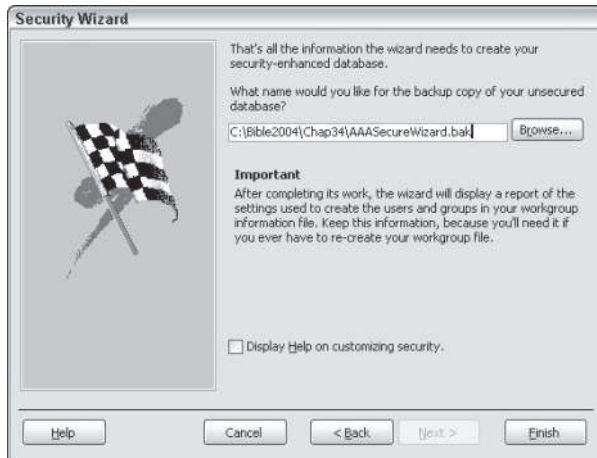 Security Wizard
That's all the information the wizard needs to create your
security-enhanced database.
What name would you like for the backup copy of your unsecured
database?
C:\Bible2004\Chap34\AAASecureWizard.bak
Browse...
Important
After completing its work, the wizard will display a report of the
settings used to create the users and groups in your workgroup
information file. Keep this information, because you'll need it if
you ever have to re-create your workgroup file.
Display Help on customizing security.
Help
Cancel
< Back
Next >
Finish